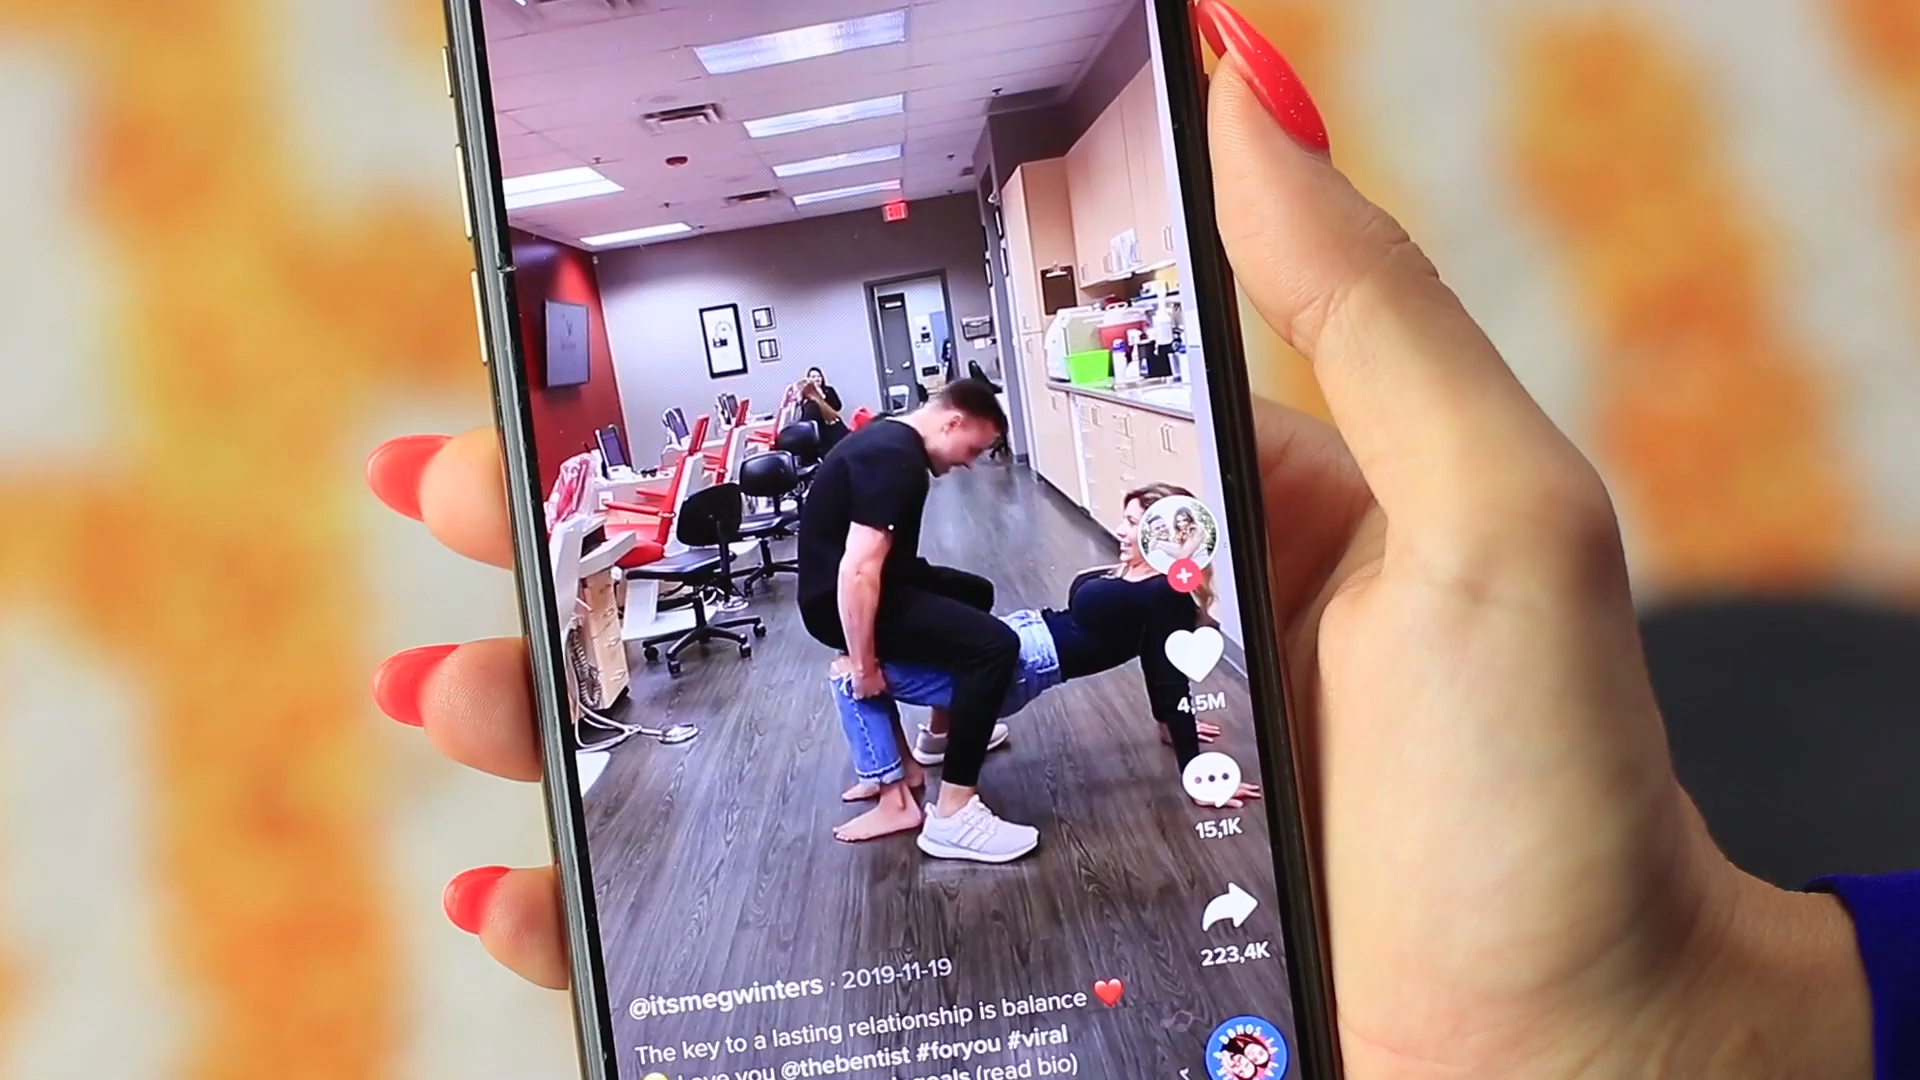 4,5M
15,1K
223,4K
@itsmegwinters · 2019-11-19
The key to a lasting relationship is balance ❤️
Love you @thebentist #foryou #viral
goals (read bio)
BBNOS